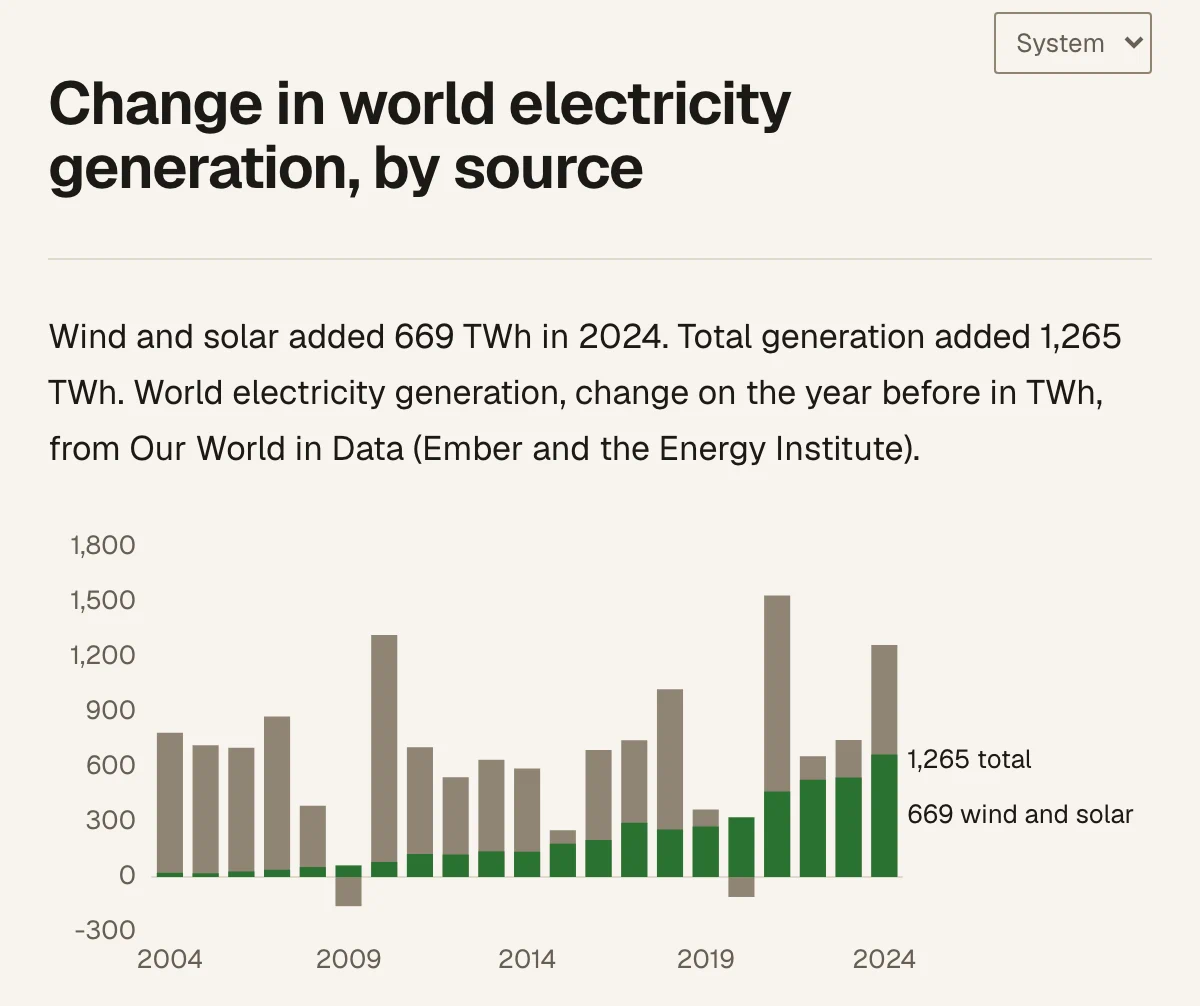 System
Change in world electricity
generation, by source
Wind and solar added 669 TWh in 2024. Total generation added 1,265
TWh. World electricity generation, change on the year before in TWh,
from Our World in Data (Ember and the Energy Institute).
1,800
1,500
1,200
900
600
300
0
-300
1,265 total
669 wind and solar
2004 2009 2014 2019 2024